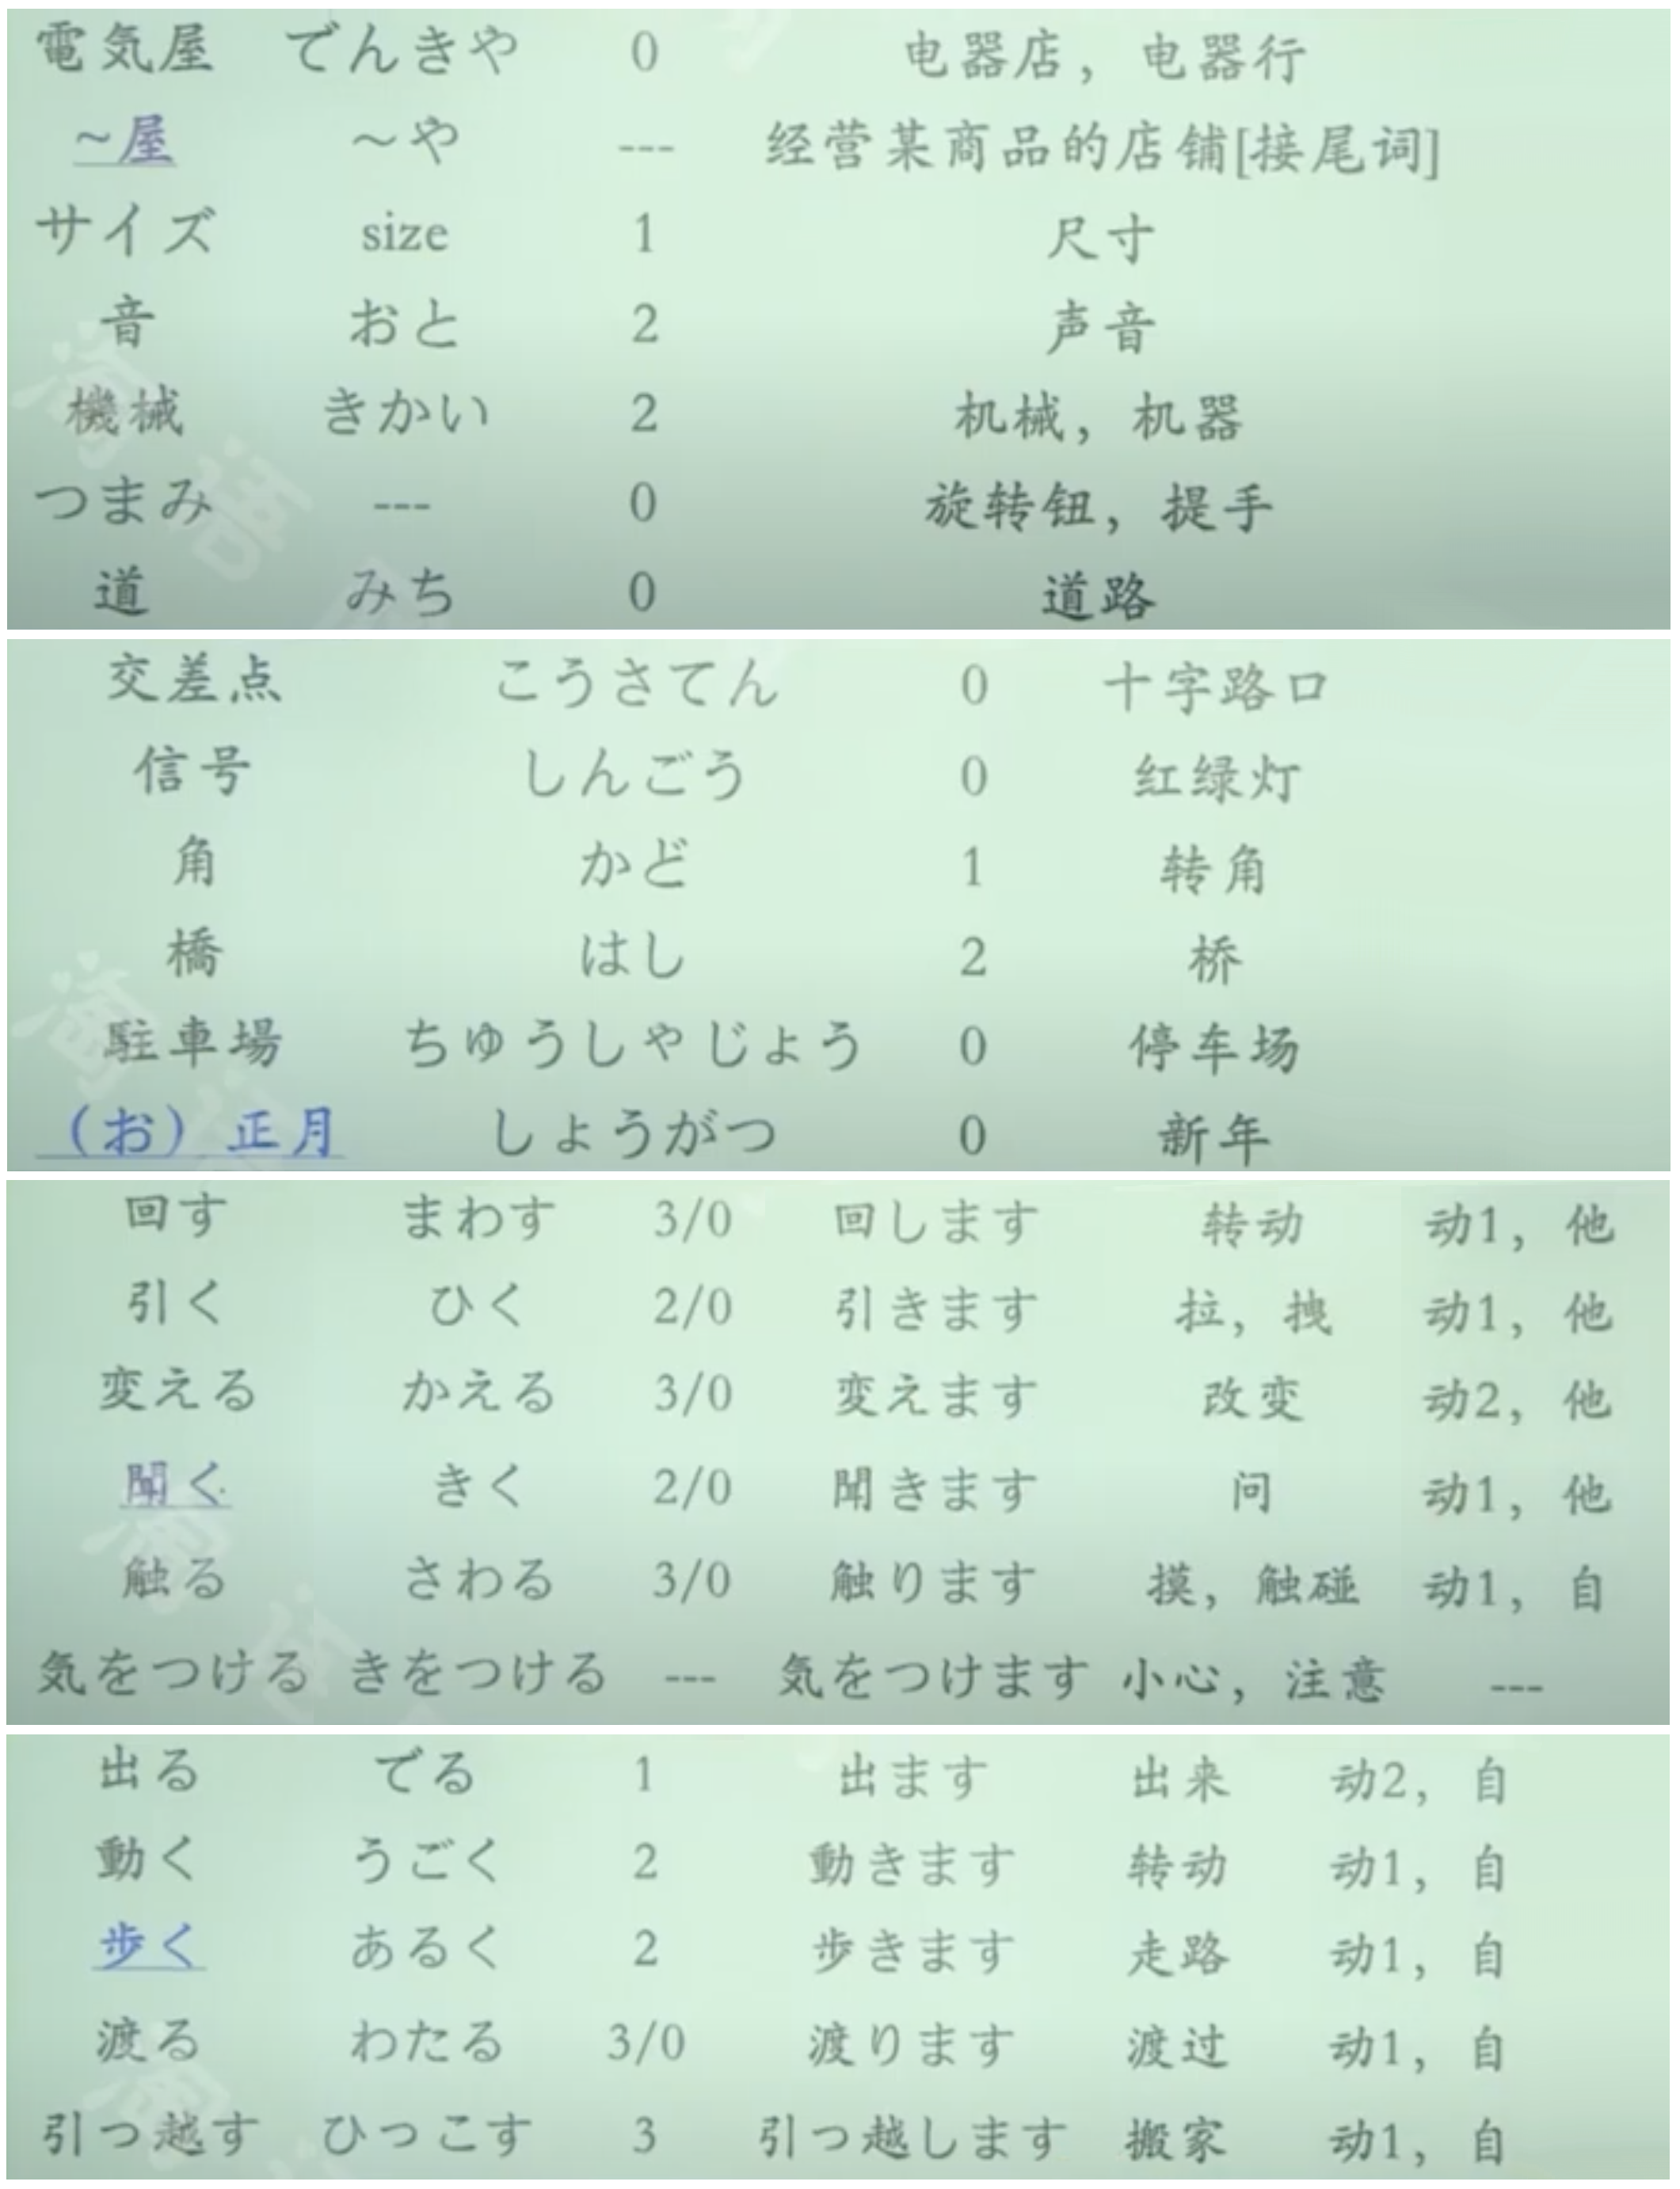 電気屋 でんきや 0 电器店，电器行
～屋 ～や --- 经营某商品的店铺[接尾词]
サイズ size 1 尺寸
音 おと 2 声音
機械 きかい 2 机械，机器
つまみ --- 0 旋转钮，提手
道 みち 0 道路
交差点 こうさてん 0 十字路口
信号 しんごう 0 红绿灯
角 かど 1 转角
橋 はし 2 桥
駐車場 ちゅうしゃじょう 0 停车场
（お）正月 しょうがつ 0 新年
回す まわす 3/0 回します 转动 动1，他
引く ひく 2/0 引きます 拉，拽 动1，他
変える かえる 3/0 変えます 改变 动2，他
聞く きく 2/0 聞きます 问 动1，他
触る さわる 3/0 触ります 摸，触碰 动1，自
気をつける きをつける --- 気をつけます 小心，注意 ---
出る でる 1 出ます 出来 动2，自
動く うごく 2 動きます 转动 动1，自
歩く あるく 2 歩きます 走路 动1，自
渡る わたる 3/0 渡ります 渡过 动1，自
引っ越す ひっこす 3 引っ越します 搬家 动1，自